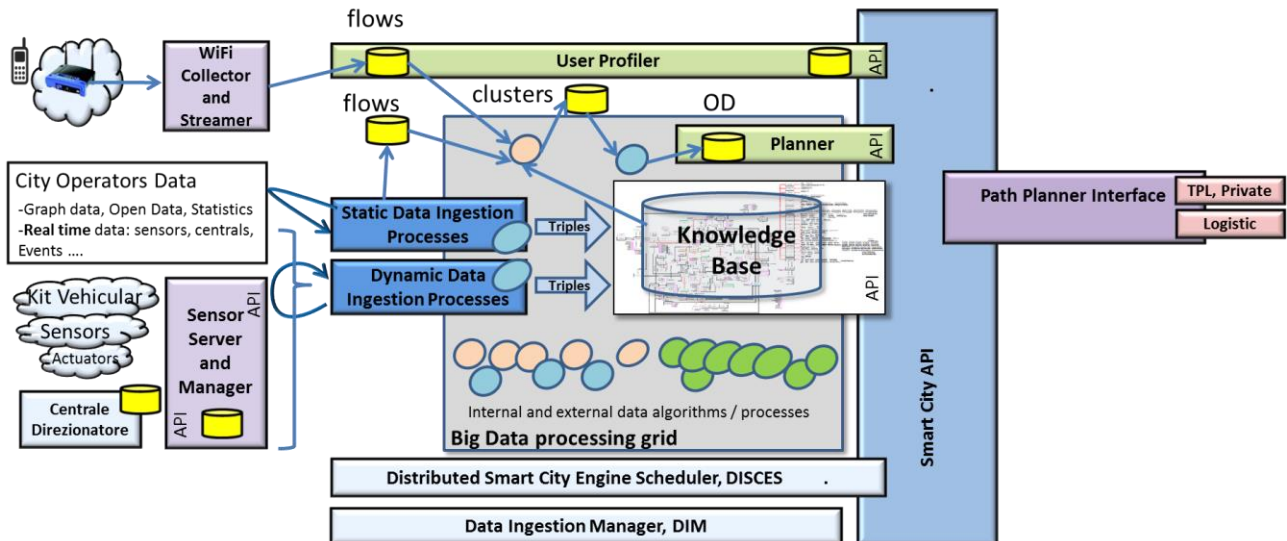 flows
WiFi
Collector
and
Streamer
User Profiler
API
flows
clusters
OD
Planner
API
City Operators Data
-Graph data, Open Data, Statistics
-Real time data: sensors, centrals,
Events ....
Static Data Ingestion
Processes
Triples
Dynamic Data
Ingestion Processes
Triples
Knowledge
Base
API
Path Planner Interface
TPL, Private
Logistic
Kit Vehicular
Sensors
Actuators
API
Sensor
Server
and
Manager
API
Centrale
Direzionatore
Internal and external data algorithms / processes
Big Data processing grid
Smart City API
Distributed Smart City Engine Scheduler, DISCES .
Data Ingestion Manager, DIM